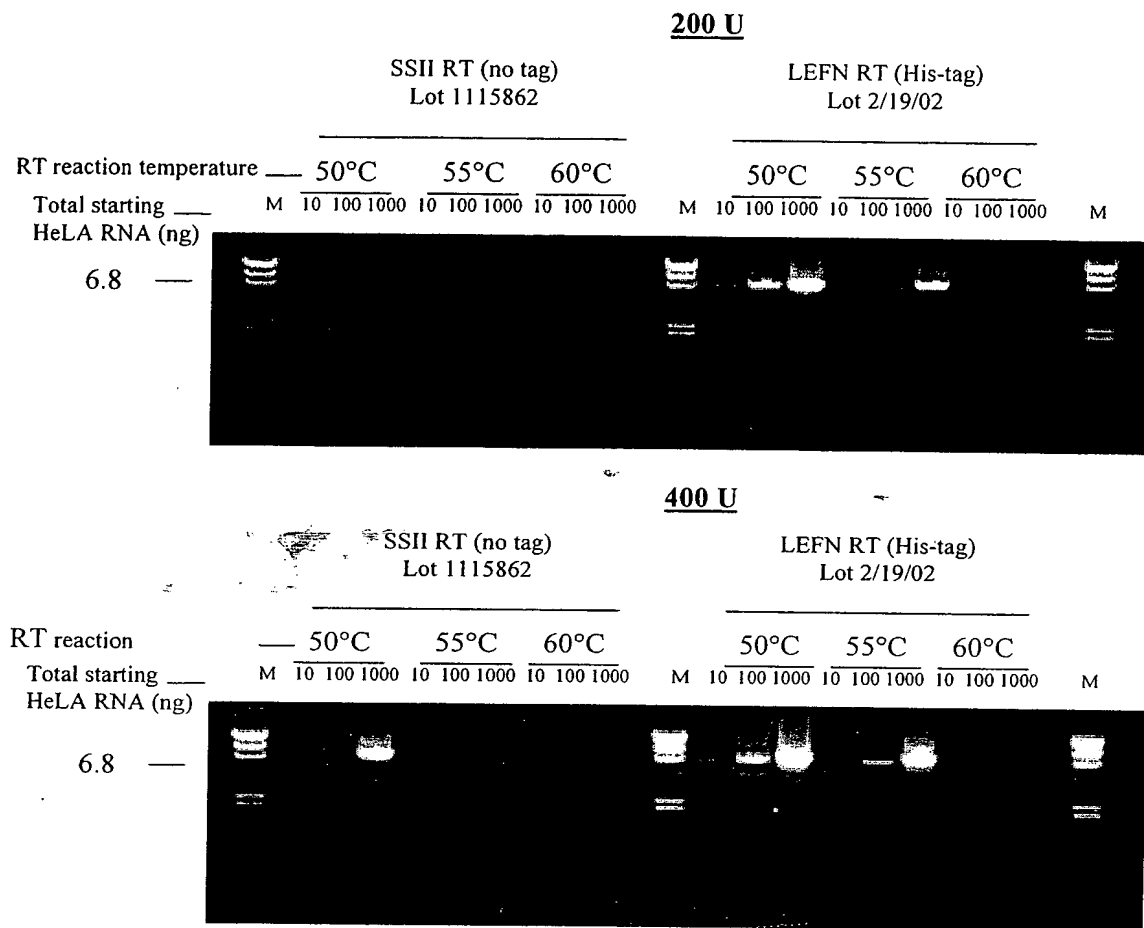 200 U
SSII RT (no tag)
Lot 1115862
LEFN RT (His-tag)
Lot 2/19/02
RT reaction temperature
50°C 55°C 60°C 50°C 55°C 60°C
Total starting M 10 100 1000 10 100 1000 10 100 1000 M 10 100 1000 10 100 1000 10 100 1000 M
HeLA RNA (ng)
6.8
400 U
SSII RT (no tag)
Lot 1115862
LEFN RT (His-tag)
Lot 2/19/02
RT reaction
50°C 55°C 60°C 50°C 55°C 60°C
Total starting M 10 100 1000 10 100 1000 10 100 1000 M 10 100 1000 10 100 1000 10 100 1000 M
HeLA RNA (ng)
6.8